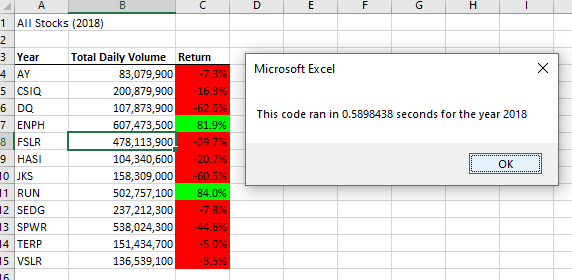 A B C D E F G H I
1 All Stocks (2018)
2
3 Year Total Daily Volume Return
4 AY 83,079,900 -7.3%
5 CSIQ 200,879,900 -16.3%
6 DQ 107,873,900 -62.6%
7 ENPH 607,473,500 81.9%
8 FSLR 478,113,900 -39.7%
9 HASI 104,340,600 -20.7%
10 JKS 158,309,000 -60.5%
11 RUN 502,757,100 84.0%
12 SEDG 237,212,300 -7.8%
13 SPWR 538,024,300 -44.6%
14 TERP 151,434,700 -5.0%
15 VSLR 136,539,100 -3.5%
16
Microsoft Excel
This code ran in 0.5898438 seconds for the year 2018
OK